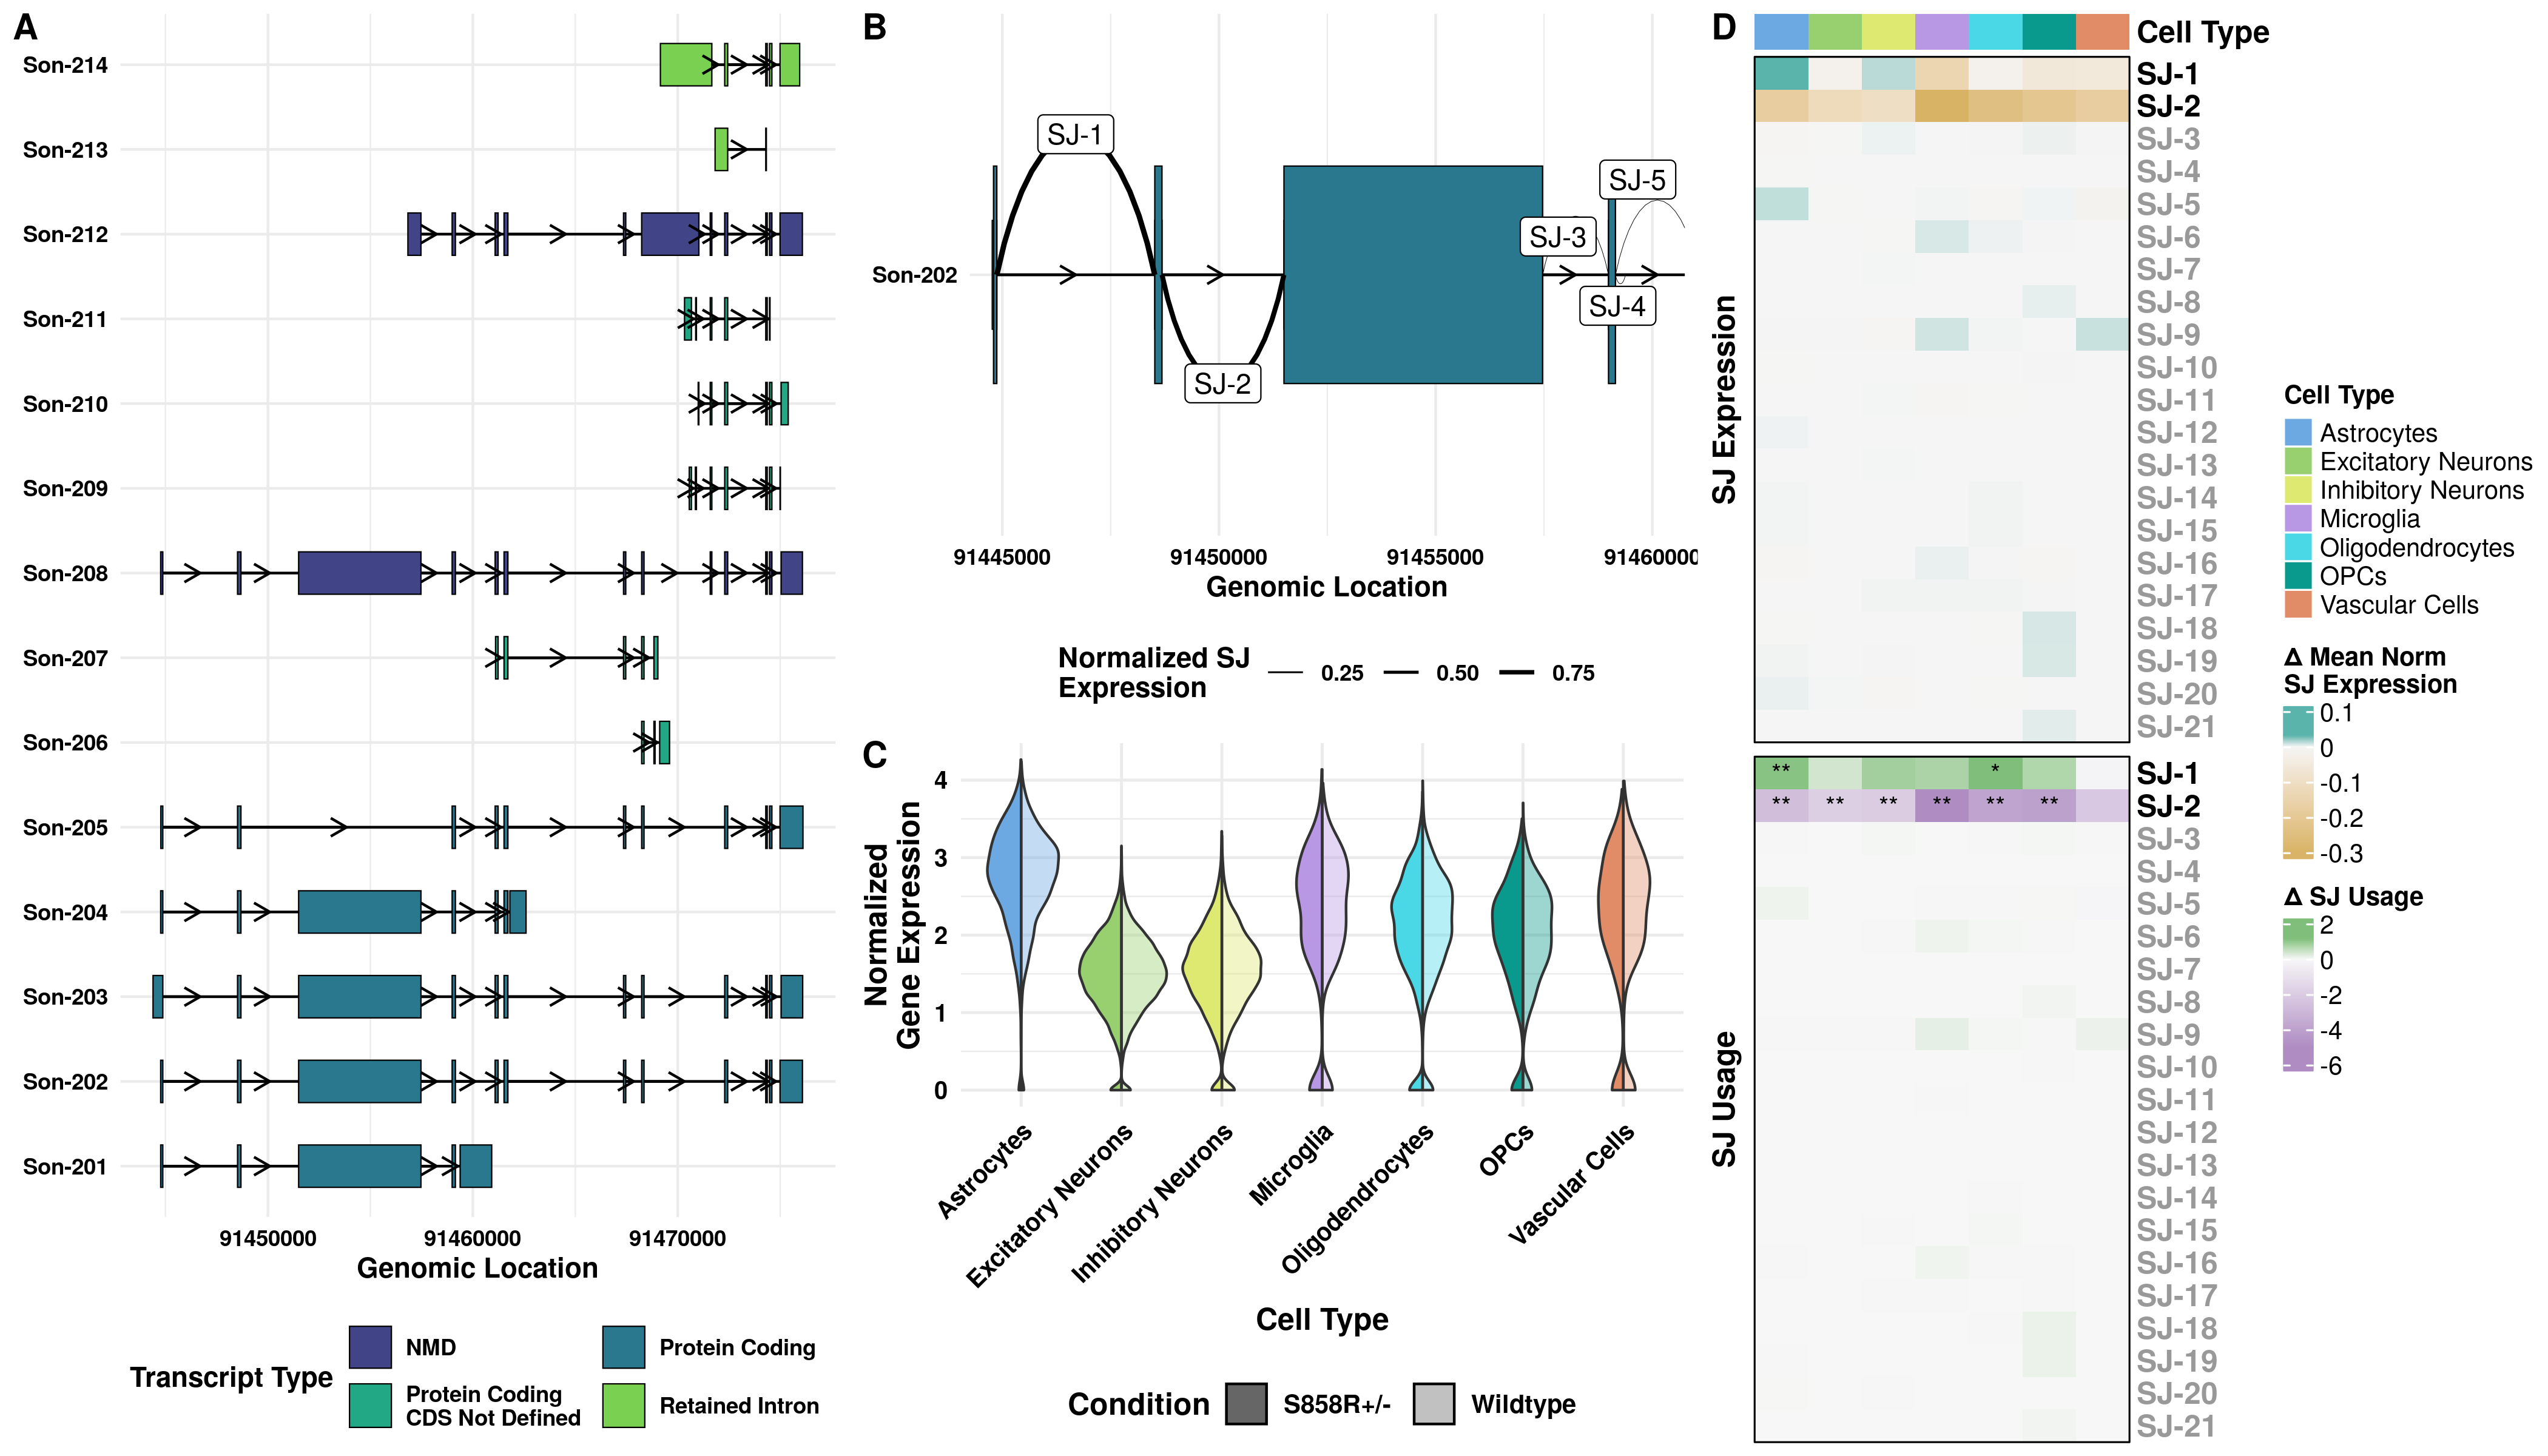 A
Son-214
Son-213
Son-212
Son-211
Son-210
Son-209
Son-208
Son-207
Son-206
Son-205
Son-204
Son-203
Son-202
Son-201
91450000 91460000 91470000
Genomic Location
Transcript Type
NMD
Protein Coding
Protein Coding
CDS Not Defined
Retained Intron
B
SJ-1
SJ-5
SJ-3
Son-202
SJ-4
SJ-2
91445000 91450000 91455000 91460000
Genomic Location
Normalized SJ
Expression
0.25 0.50 0.75
C
Normalized
Gene Expression
4
3
2
1
0
Astrocytes
Excitatory Neurons
Inhibitory Neurons
Microglia
Oligodendrocytes
OPCs
Vascular Cells
Cell Type
Condition S858R+/- Wildtype
D
Cell Type
SJ Expression
SJ-1
SJ-2
SJ-3
SJ-4
SJ-5
SJ-6
SJ-7
SJ-8
SJ-9
SJ-10
SJ-11
SJ-12
SJ-13
SJ-14
SJ-15
SJ-16
SJ-17
SJ-18
SJ-19
SJ-20
SJ-21
SJ Usage
** * SJ-1
** ** ** ** ** ** SJ-2
SJ-3
SJ-4
SJ-5
SJ-6
SJ-7
SJ-8
SJ-9
SJ-10
SJ-11
SJ-12
SJ-13
SJ-14
SJ-15
SJ-16
SJ-17
SJ-18
SJ-19
SJ-20
SJ-21
Cell Type
Astrocytes
Excitatory Neurons
Inhibitory Neurons
Microglia
Oligodendrocytes
OPCs
Vascular Cells
Δ Mean Norm
SJ Expression
0.1
0
-0.1
-0.2
-0.3
Δ SJ Usage
2
0
-2
-4
-6